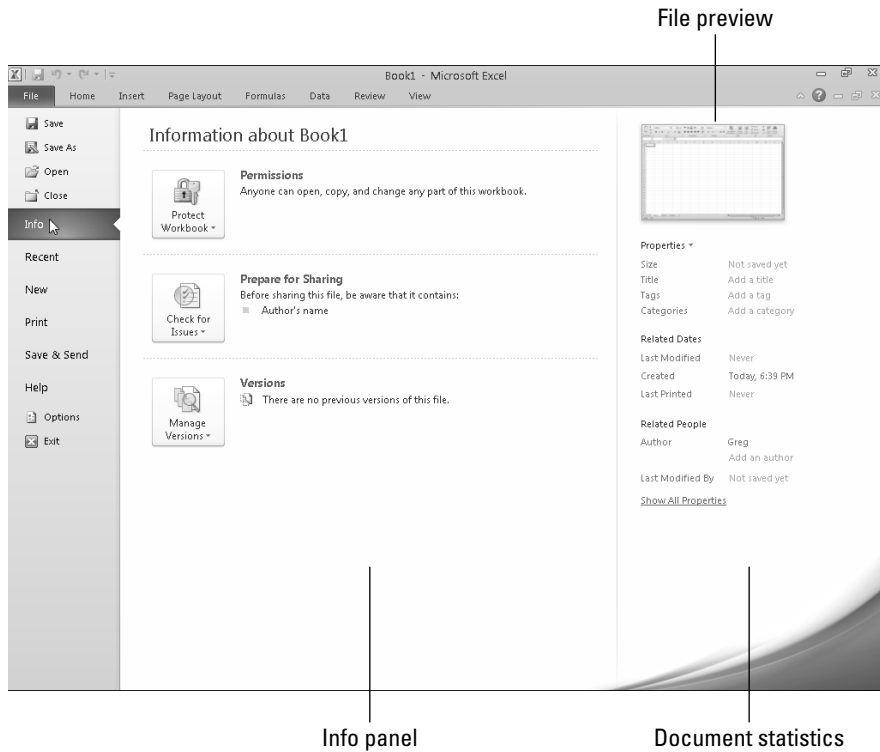 File preview
Book1 - Microsoft Excel
File Home Insert Page Layout Formulas Data Review View
Save
Save As
Open
Close
Info
Recent
New
Print
Save & Send
Help
Options
Exit
Information about Book1
Protect
Workbook
Permissions
Anyone can open, copy, and change any part of this workbook.
Check for
Issues
Prepare for Sharing
Before sharing this file, be aware that it contains:
Author's name
Manage
Versions
Versions
There are no previous versions of this file.
Properties
Size Not saved yet
Title Add a title
Tags Add a tag
Categories Add a category
Related Dates
Last Modified Never
Created Today, 6:39 PM
Last Printed Never
Related People
Author Greg
Add an author
Last Modified By Not saved yet
Show All Properties
Info panel
Document statistics